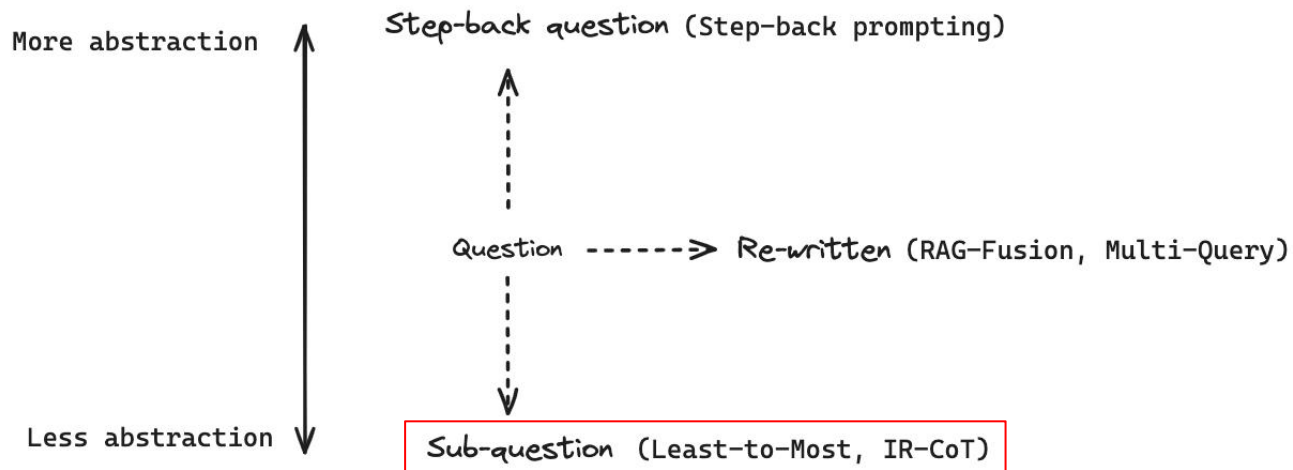 More abstraction
Step-back question (Step-back prompting)
Question
Re-written (RAG-Fusion, Multi-Query)
Less abstraction
Sub-question (Least-to-Most, IR-CoT)